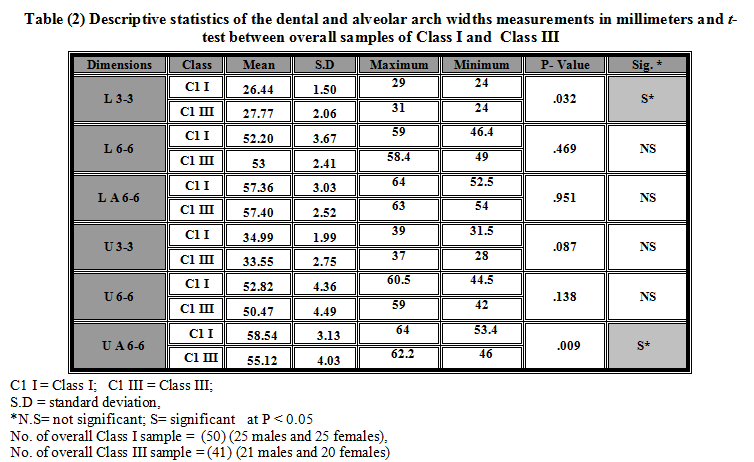 Table (2) Descriptive statistics of the dental and alveolar arch widths measurements in millimeters and t-
test between overall samples of Class I and Class III
Dimensions Class Mean S.D Maximum Minimum P- Value Sig. *
L 3-3 Cl I 26.44 1.50 29 24 .032 S*
Cl III 27.77 2.06 31 24
L 6-6 Cl I 52.20 3.67 59 46.4 .469 NS
Cl III 53 2.41 58.4 49
L A 6-6 Cl I 57.36 3.03 64 52.5 .951 NS
Cl III 57.40 2.52 63 54
U 3-3 Cl I 34.99 1.99 39 31.5 .087 NS
Cl III 33.55 2.75 37 28
U 6-6 Cl I 52.82 4.36 60.5 44.5 .138 NS
Cl III 50.47 4.49 59 42
U A 6-6 Cl I 58.54 3.13 64 53.4 .009 S*
Cl III 55.12 4.03 62.2 46
C1 I = Class I; C1 III = Class III;
S.D = standard deviation,
*N.S= not significant; S= significant at P < 0.05
No. of overall Class I sample = (50) (25 males and 25 females),
No. of overall Class III sample = (41) (21 males and 20 females)